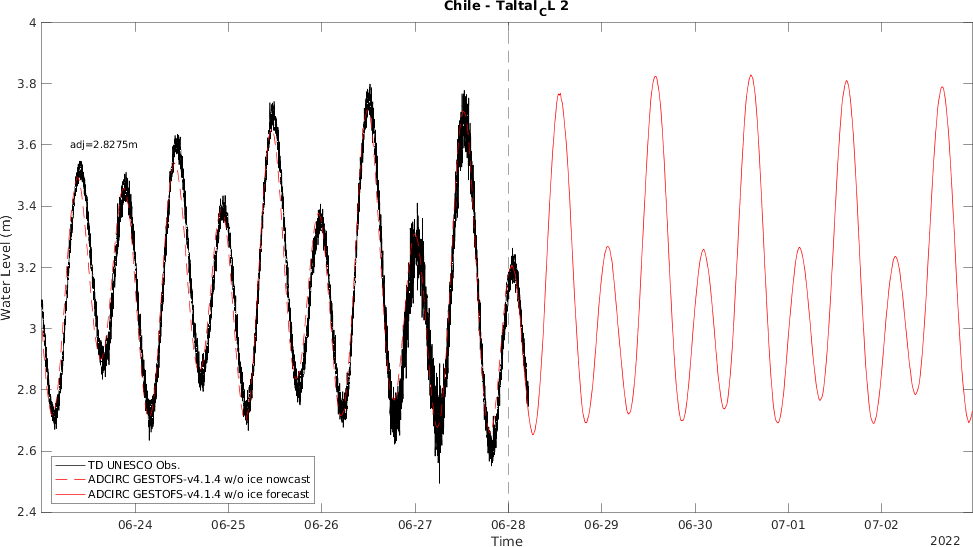 Chile - Taltal_CL 2
4
3.8
3.6
3.4
3.2
3
2.8
2.6
2.4
Water Level (m)
adj=2.8275m
TD UNESCO Obs.
ADCIRC GESTOFS-v4.1.4 w/o ice nowcast
ADCIRC GESTOFS-v4.1.4 w/o ice forecast
06-24 06-25 06-26 06-27 06-28 06-29 06-30 07-01 07-02
Time
2022